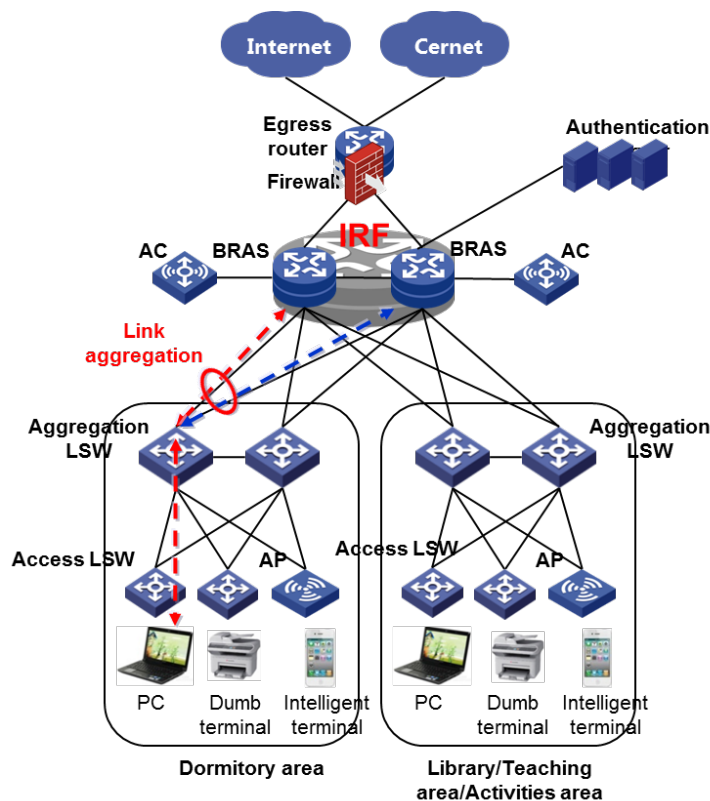 Internet
Cernet
Egress
router
Authentication
Firewall
IRF
AC
BRAS
BRAS
AC
Link
aggregation
Aggregation
LSW
Aggregation
LSW
Access LSW
AP
Access LSW
AP
PC
Dumb
terminal
Intelligent
terminal
PC
Dumb
terminal
Intelligent
terminal
Dormitory area
Library/Teaching
area/Activities area